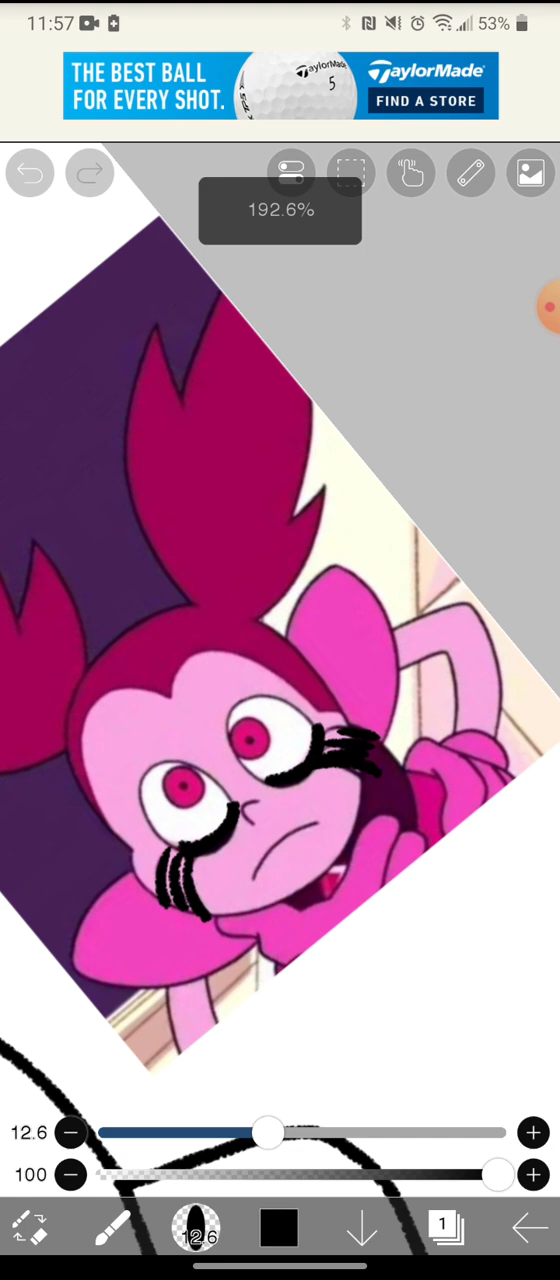 11:57 53%
THE BEST BALL
FOR EVERY SHOT.
TaylorMade
5
TaylorMade
FIND A STORE
192.6%
12.6
100
12.6
1